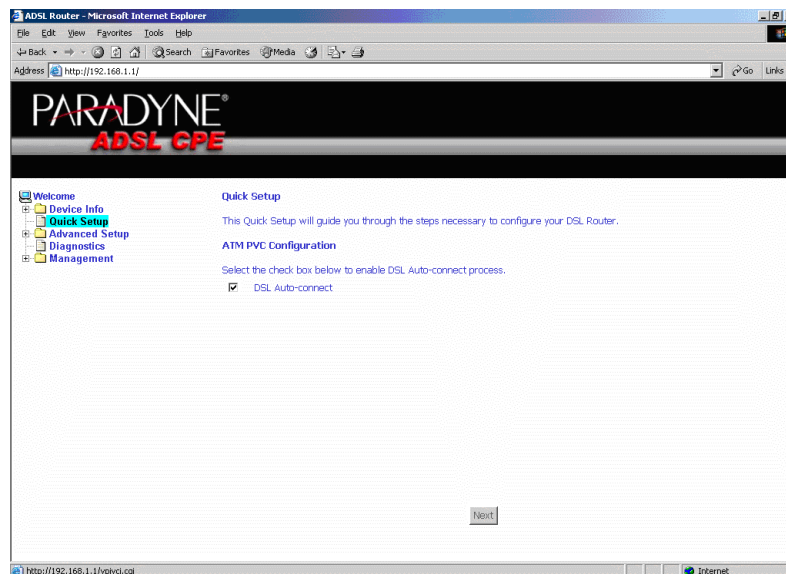 ADSL Router - Microsoft Internet Explorer
File Edit View Favorites Tools Help
Back Search Favorites Media
Address http://192.168.1.1/ Go Links
PARADYNE®
ADSL CPE
Welcome
Device Info
Quick Setup
Advanced Setup
Diagnostics
Management
Quick Setup
This Quick Setup will guide you through the steps necessary to configure your DSL Router.
ATM PVC Configuration
Select the check box below to enable DSL Auto-connect process.
DSL Auto-connect
Next
http://192.168.1.1/vpivci.cgi Internet